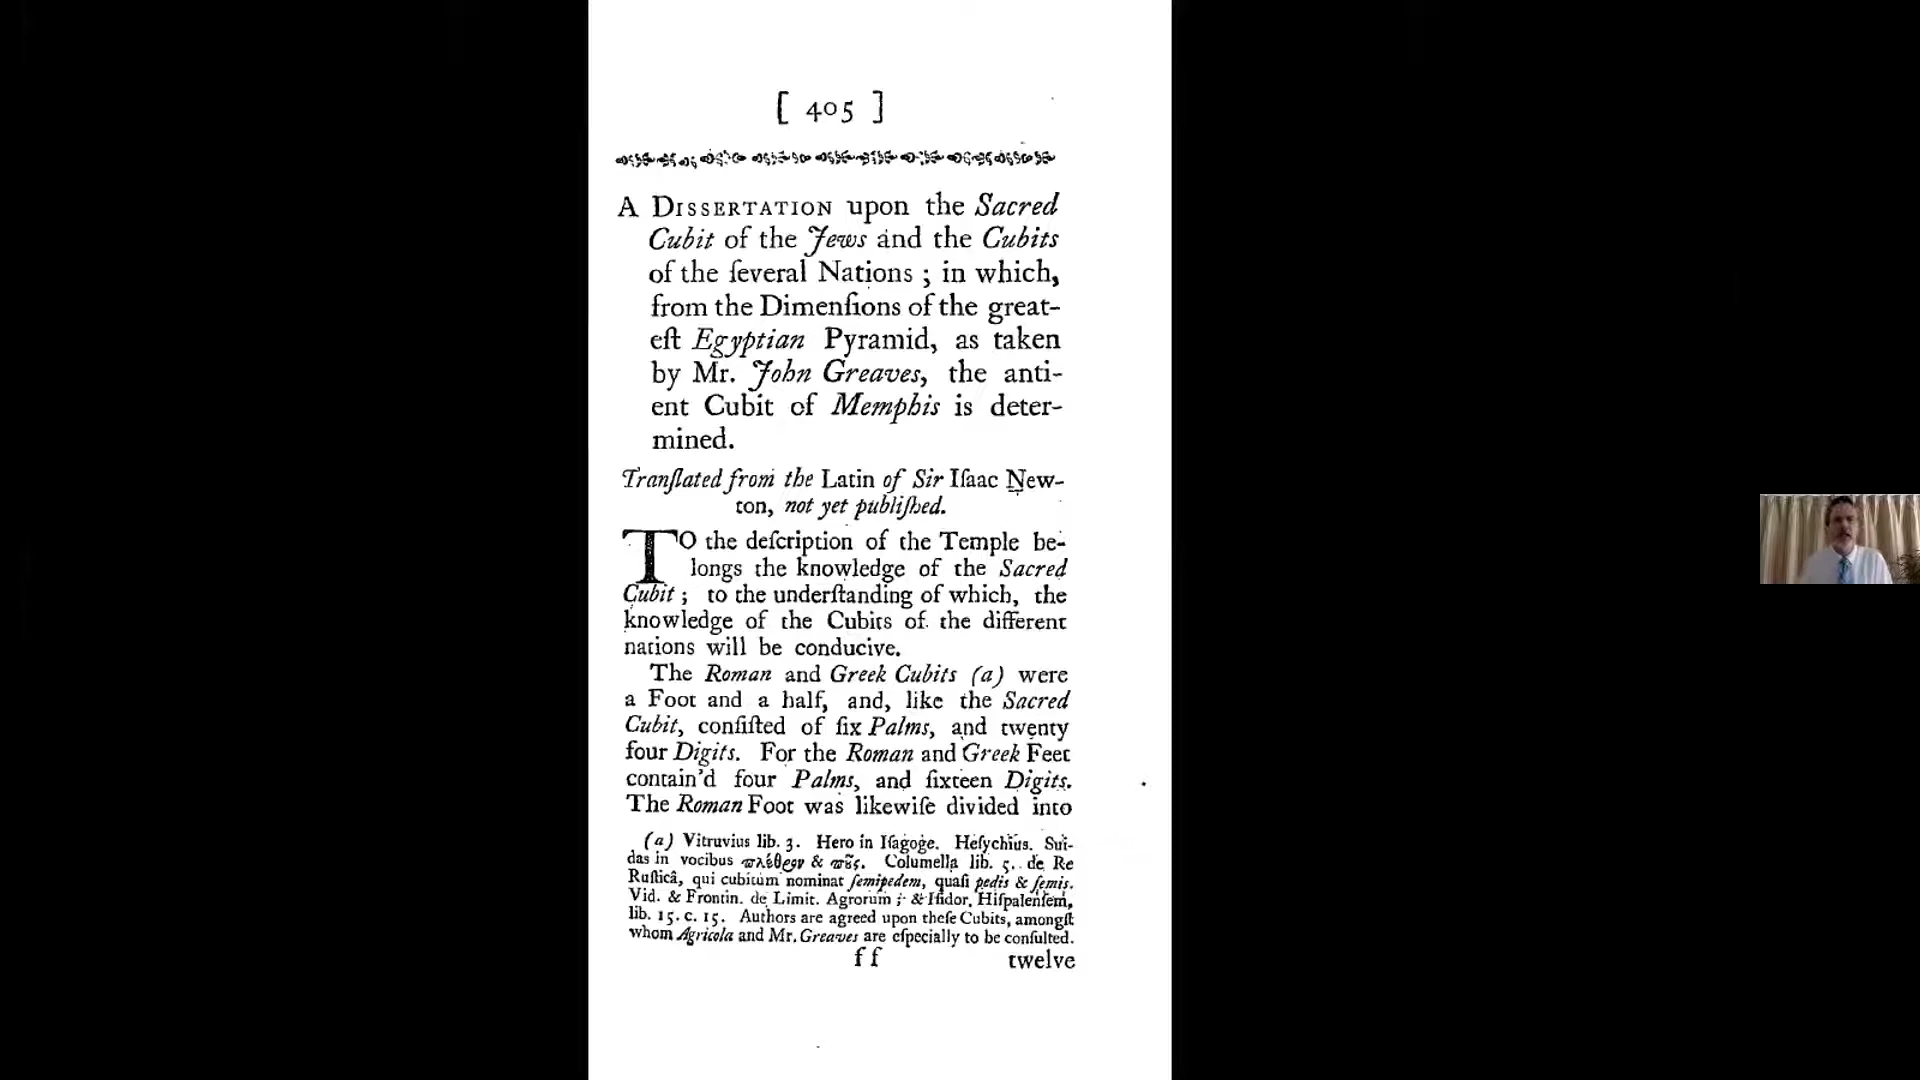 [ 405 ]
A DISSERTATION upon the Sacred
Cubit of the Jews and the Cubits
of the ſeveral Nations ; in which,
from the Dimenſions of the great-
eſt Egyptian Pyramid, as taken
by Mr. John Greaves, the anti-
ent Cubit of Memphis is deter-
mined.
Tranſlated from the Latin of Sir Iſaac New-
ton, not yet publiſhed.
TO the deſcription of the Temple be-
longs the knowledge of the Sacred
Cubit ; to the underſtanding of which, the
knowledge of the Cubits of the different
nations will be conducive.
The Roman and Greek Cubits (a) were
a Foot and a half, and, like the Sacred
Cubit, conſiſted of ſix Palms, and twenty
four Digits. For the Roman and Greek Feet
contain'd four Palms, and ſixteen Digits.
The Roman Foot was likewiſe divided into
(a) Vitruvius lib. 3. Hero in Iſagoge. Heſychius. Sui-
das in vocibus πλέθρον & πȣ̃ς. Columella lib. 5. de Re
Ruſticâ, qui cubitum nominat ſemipedem, quaſi pedis & ſemis.
Vid. & Frontin. de Limit. Agrorum ; & Iſidor. Hiſpalenſem,
lib. 15. c. 15. Authors are agreed upon theſe Cubits, amongſt
whom Agricola and Mr. Greaves are eſpecially to be conſulted.
f f twelve